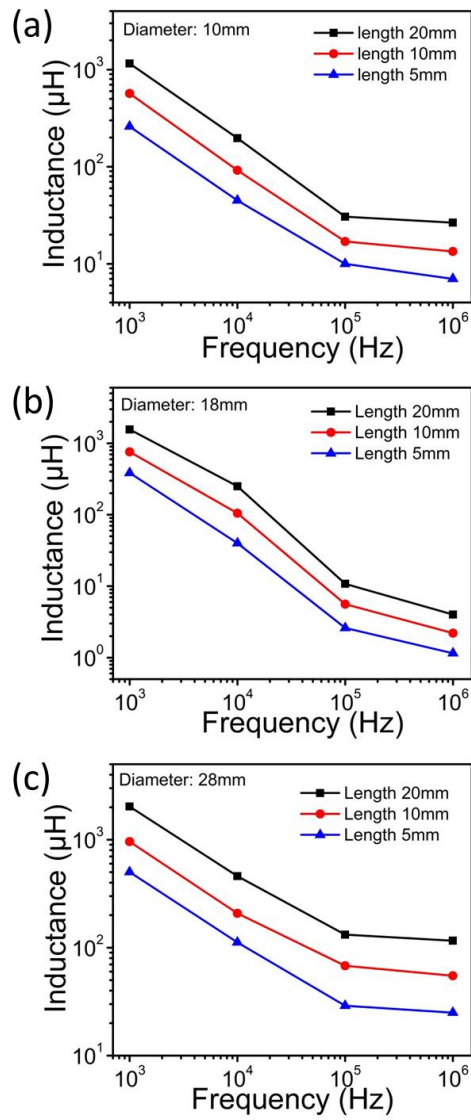 (a)
Diameter: 10mm
length 20mm
length 10mm
length 5mm
10³
10²
10¹
Inductance (µH)
10³ 10⁴ 10⁵ 10⁶
Frequency (Hz)
(b)
Diameter: 18mm
Length 20mm
Length 10mm
Length 5mm
10³
10²
10¹
10⁰
Inductance (µH)
10³ 10⁴ 10⁵ 10⁶
Frequency (Hz)
(c)
Diameter: 28mm
Length 20mm
Length 10mm
Length 5mm
10³
10²
10¹
Inductance (µH)
10³ 10⁴ 10⁵ 10⁶
Frequency (Hz)